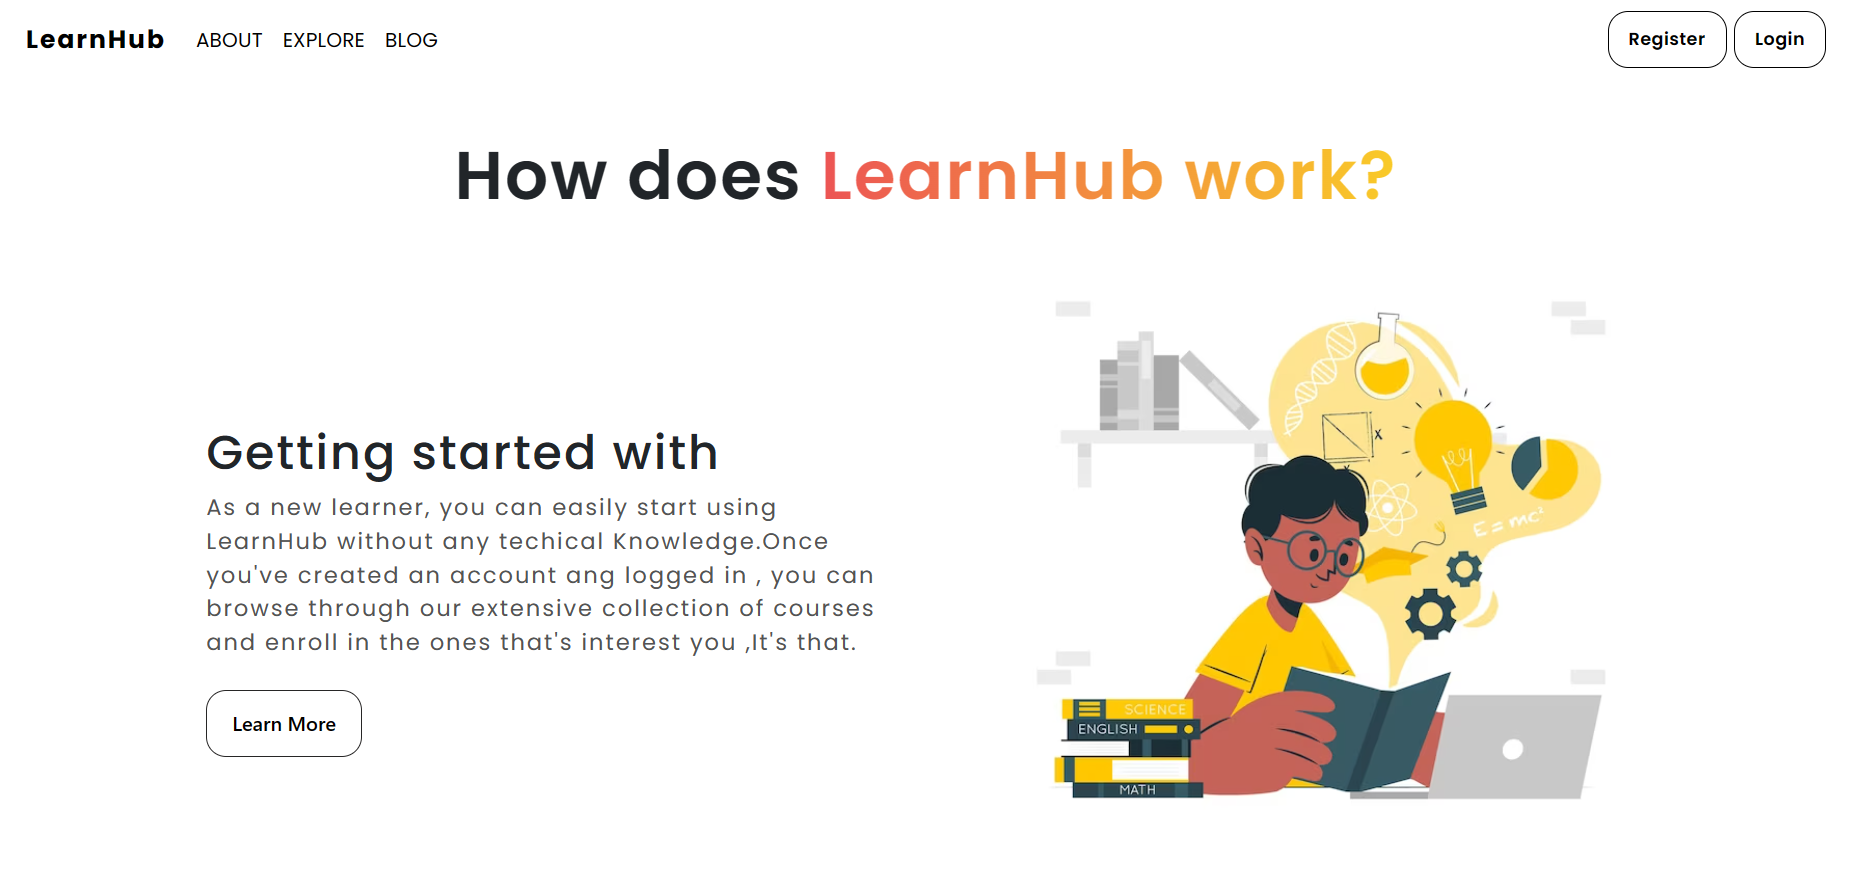 LearnHub ABOUT EXPLORE BLOG Register Login
How does LearnHub work?
Getting started with
As a new learner, you can easily start using
LearnHub without any techical Knowledge.Once
you've created an account ang logged in , you can
browse through our extensive collection of courses
and enroll in the ones that's interest you ,It's that.
Learn More
x
E = mc²
SCIENCE
ENGLISH
MATH